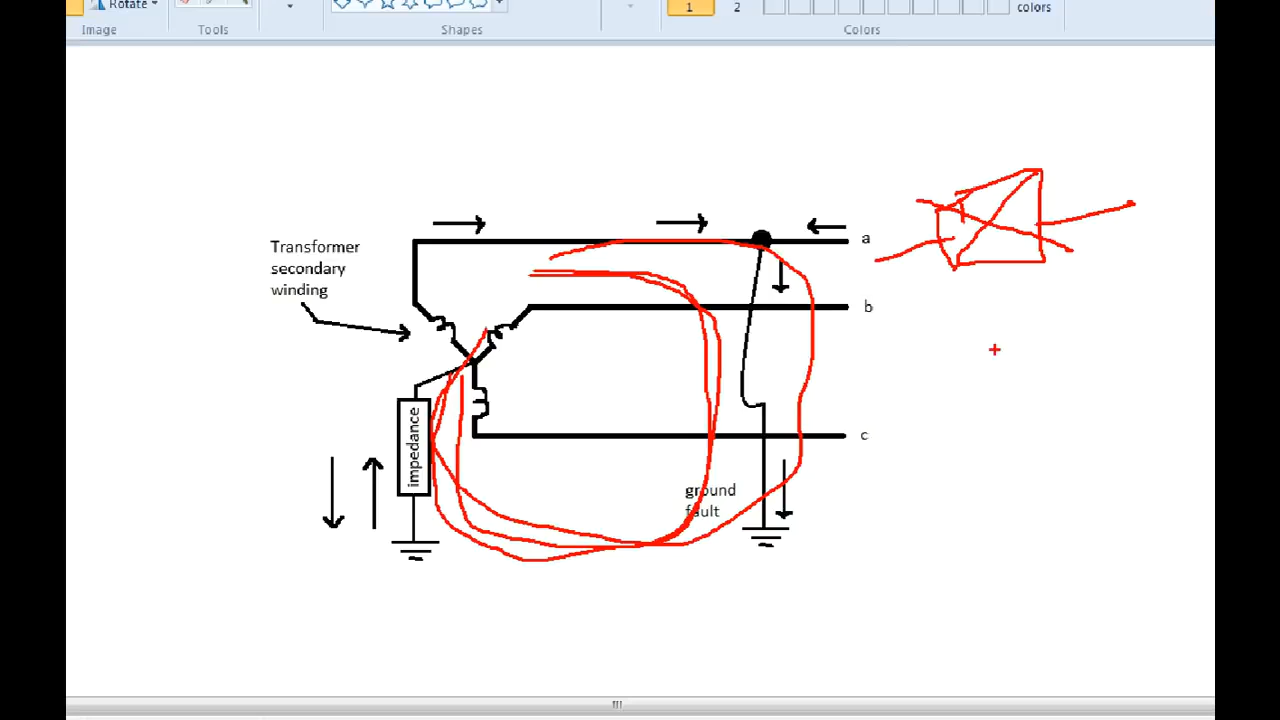 Rotate
Image
Tools
Shapes
1
2
colors
Colors
Transformer
secondary
winding
a
b
impedance
c
ground
fault